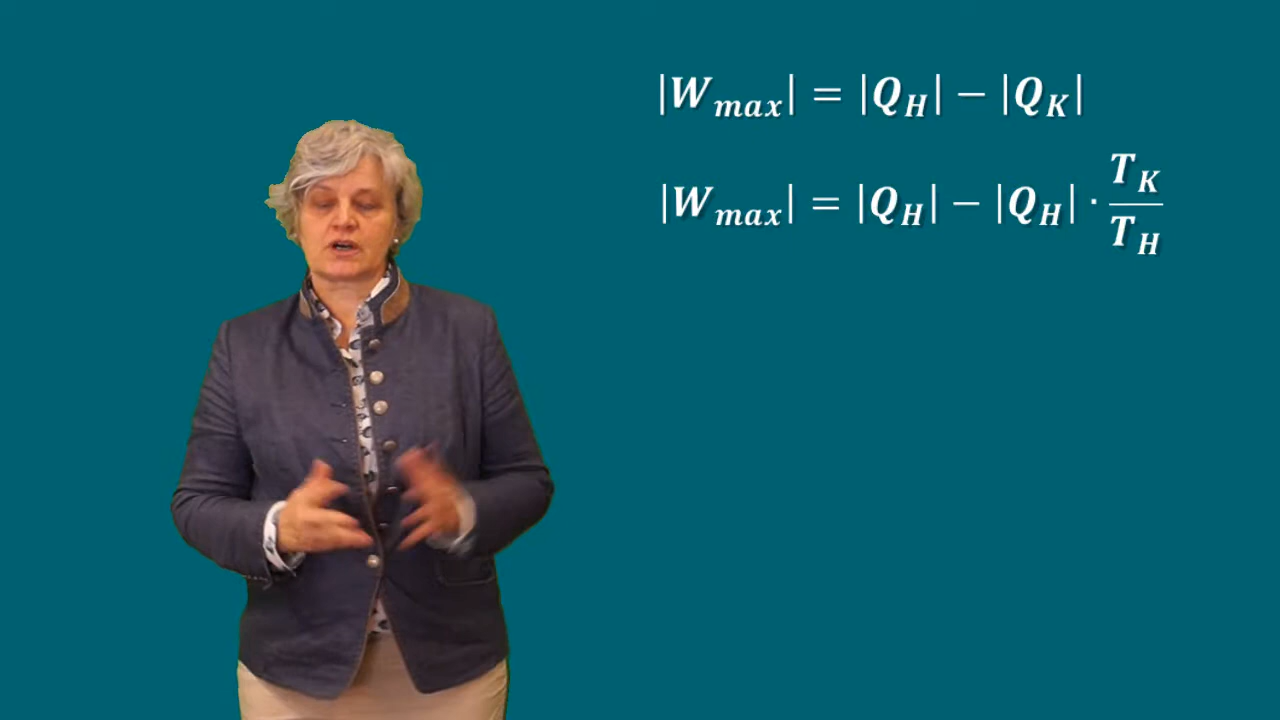 |W_max| = |Q_H| − |Q_K|
|W_max| = |Q_H| − |Q_H| · T_K / T_H